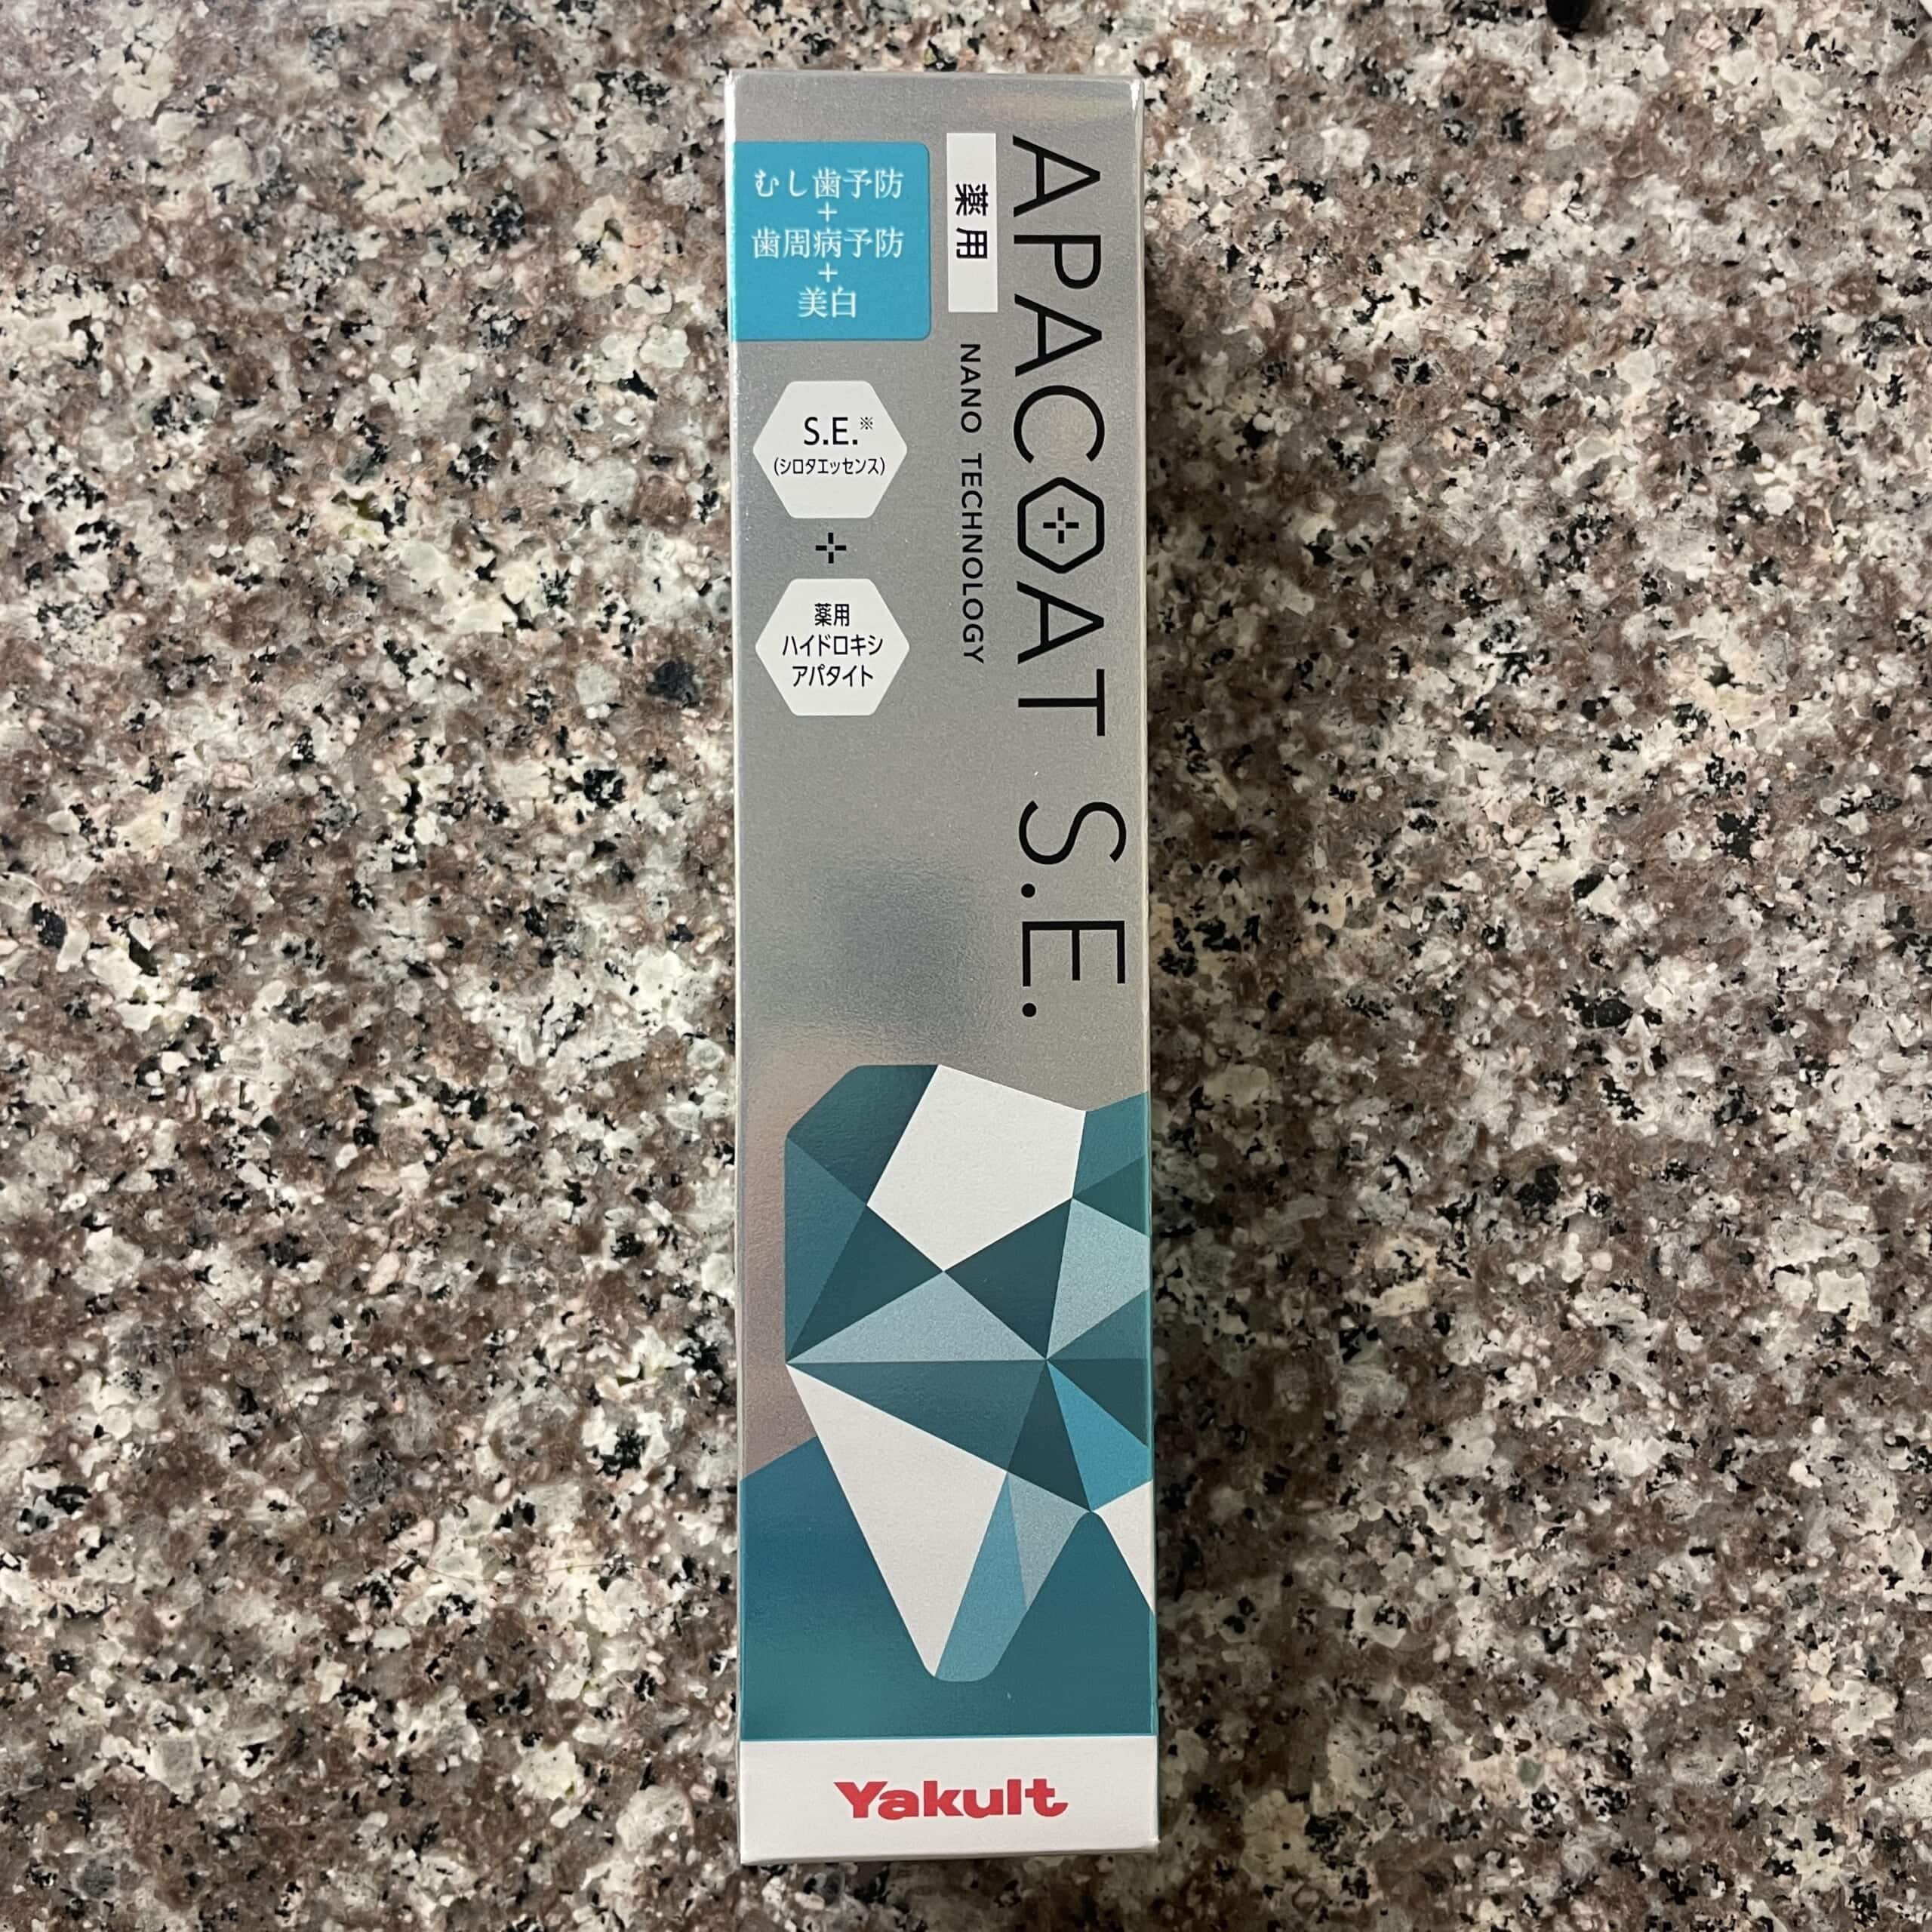 APACOAT S.E.
薬用
NANO TECHNOLOGY
むし歯予防
+
歯周病予防
+
美白
S.E.※
(シロタエッセンス)
+
薬用
ハイドロキシ
アパタイト
Yakult